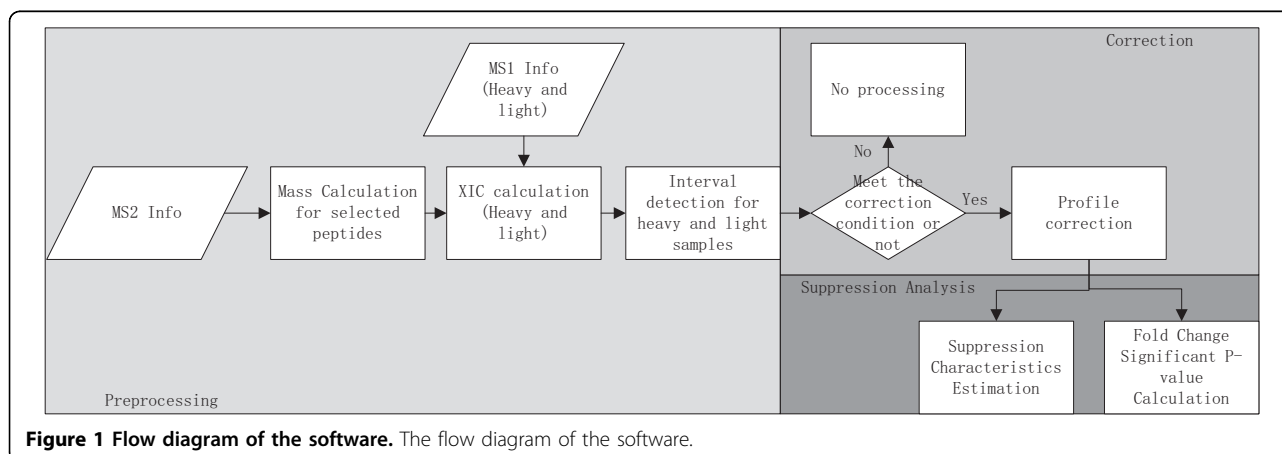 Correction
MS1 Info
(Heavy and
light)
No processing
No
MS2 Info
Mass Calculation
for selected
peptides
XIC calculation
(Heavy and
light)
Interval
detection for
heavy and light
samples
Meet the
correction
condition or
not
Yes
Profile
correction
Suppression Analysis
Suppression
Characteristics
Estimation
Fold Change
Significant P-
value
Calculation
Preprocessing
Figure 1 Flow diagram of the software. The flow diagram of the software.